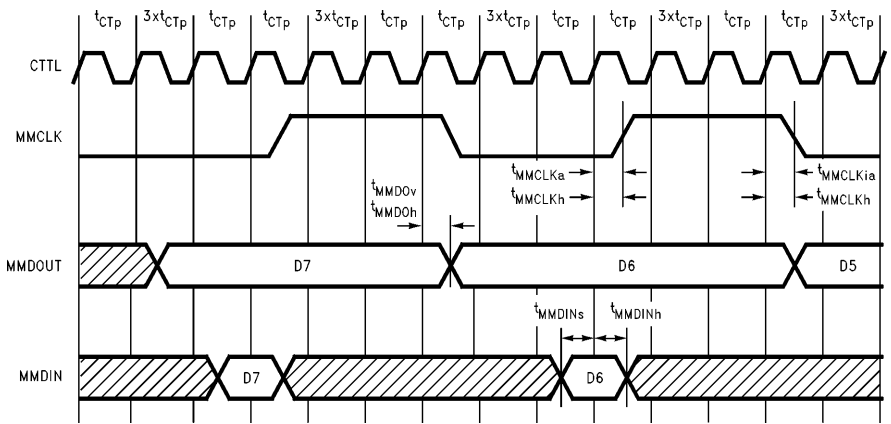 tCTp 3xtCTp tCTp tCTp 3xtCTp tCTp tCTp 3xtCTp tCTp tCTp 3xtCTp tCTp tCTp 3xtCTp
CTTL
MMCLK
tMMCLKa tMMCLKia
tMMCLKh tMMCLKh
tMMDOv
tMMDOh
MMDOUT D7 D6 D5
tMMDINs tMMDINh
MMDIN D7 D6